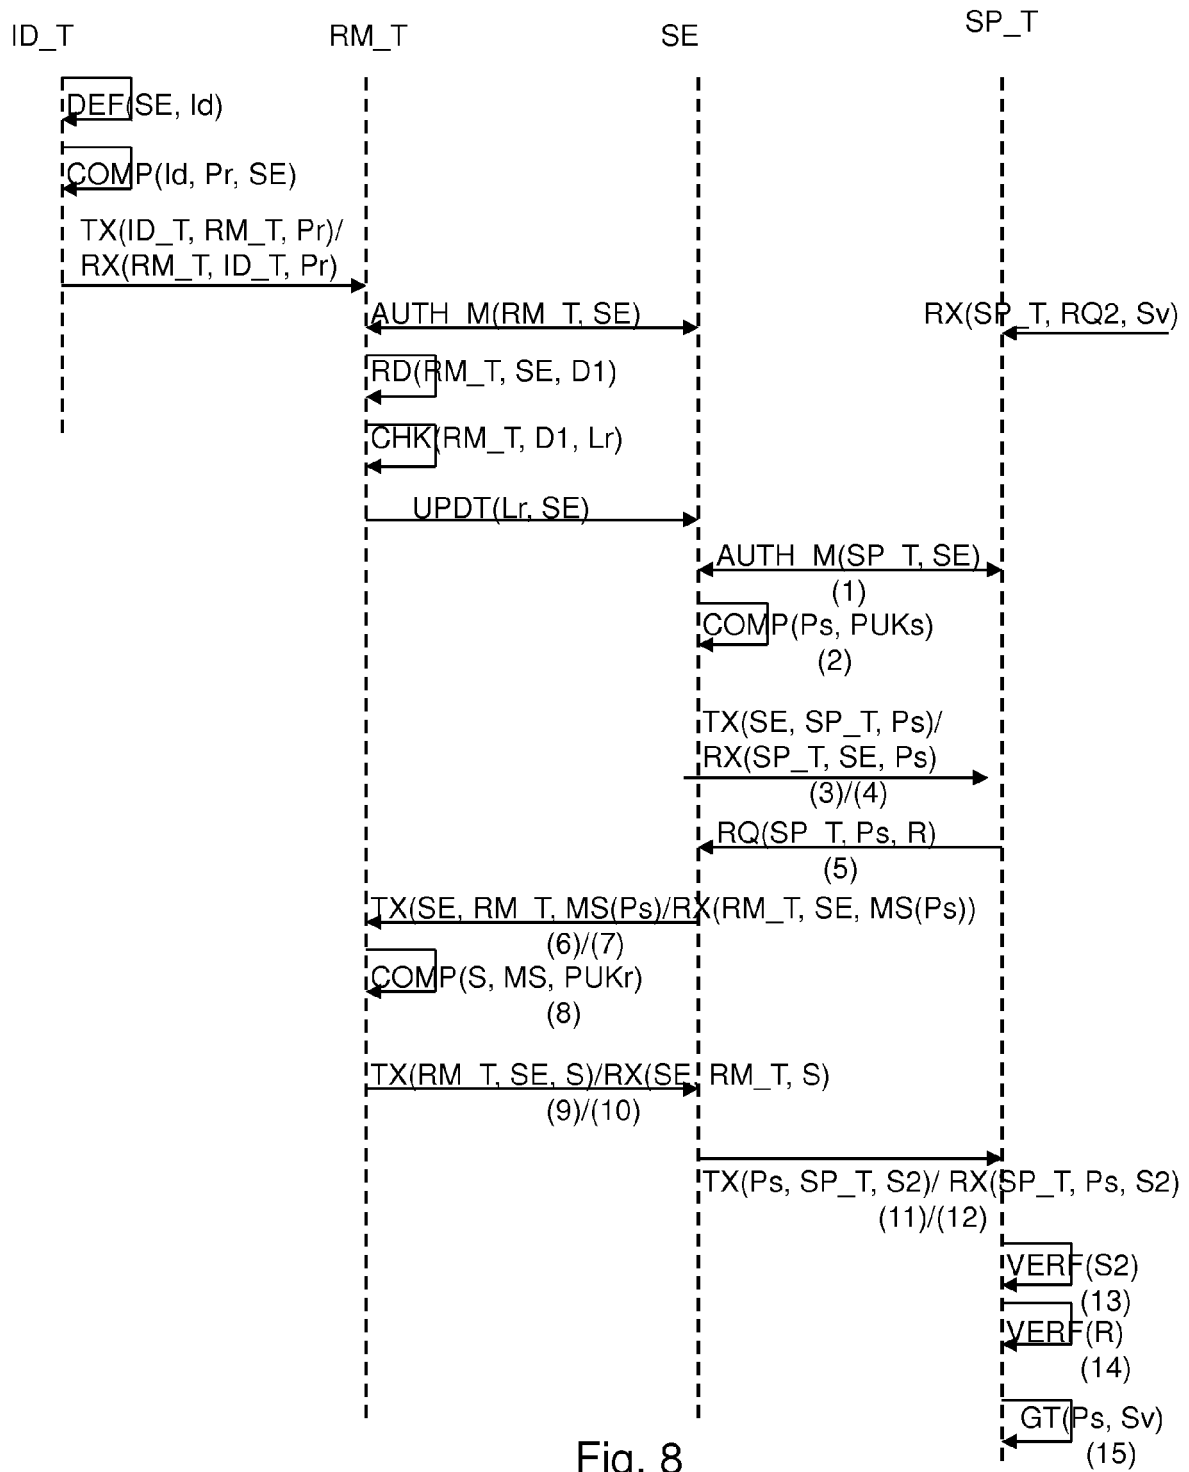 ID_T
RM_T
SE
SP_T
DEF(SE, Id)
COMP(Id, Pr, SE)
TX(ID_T, RM_T, Pr)/
RX(RM_T, ID_T, Pr)
AUTH_M(RM_T, SE)
RX(SP_T, RQ2, Sv)
RD(RM_T, SE, D1)
CHK(RM_T, D1, Lr)
UPDT(Lr, SE)
AUTH_M(SP_T, SE)
(1)
COMP(Ps, PUKs)
(2)
TX(SE, SP_T, Ps)/
RX(SP_T, SE, Ps)
(3)/(4)
RQ(SP_T, Ps, R)
(5)
TX(SE, RM_T, MS(Ps)/RX(RM_T, SE, MS(Ps))
(6)/(7)
COMP(S, MS, PUKr)
(8)
TX(RM_T, SE, S)/RX(SE, RM_T, S)
(9)/(10)
TX(Ps, SP_T, S2)/ RX(SP_T, Ps, S2)
(11)/(12)
VERF(S2)
(13)
VERF(R)
(14)
GT(Ps, Sv)
(15)
Fig. 8